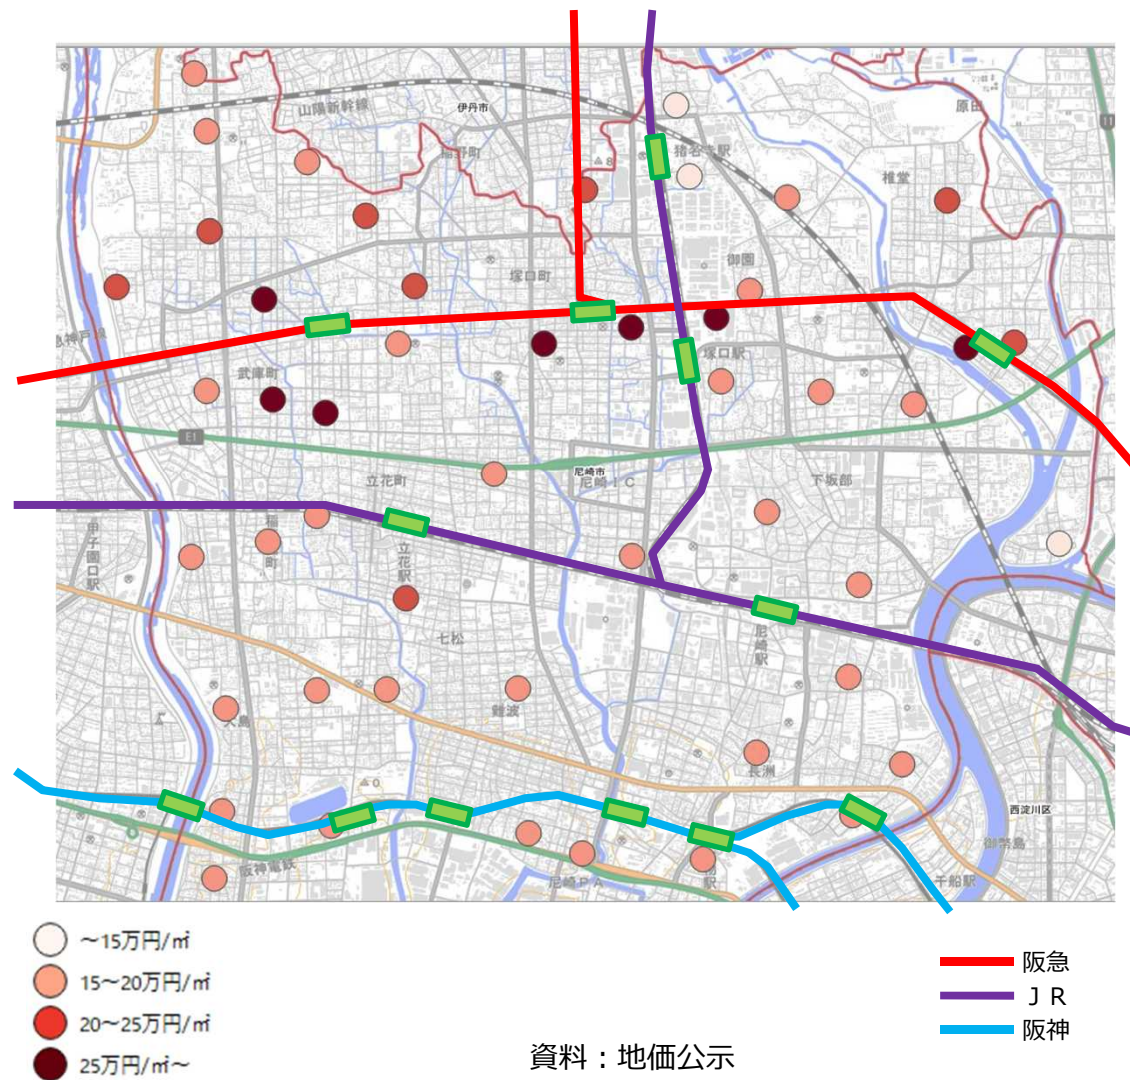 伊丹市
山陽新幹線
原田
猪名寺駅
椎堂
御園
塚口町
急神戸線
塚口駅
武庫町
E1
尼崎市
尼崎ＩＣ
立花町
下坂部
甲子園口駅
町
立花駅
尼崎駅
七松
難波
大島
長洲
西淀川区
御幣島
阪神電鉄
尼崎ＰＡ
千船駅
～15万円/㎡
15～20万円/㎡
20～25万円/㎡
25万円/㎡～
阪急
ＪＲ
阪神
資料：地価公示